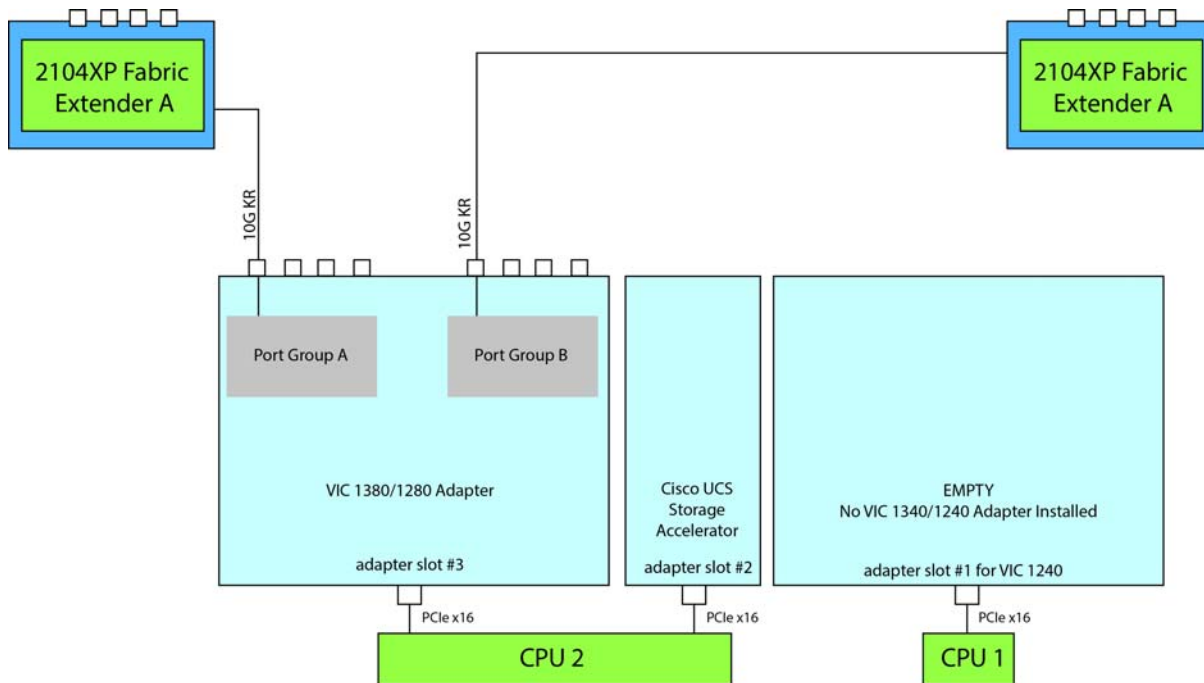 2104XP Fabric
Extender A
2104XP Fabric
Extender A
10G KR
10G KR
Port Group A
Port Group B
VIC 1380/1280 Adapter
adapter slot #3
Cisco UCS
Storage
Accelerator
adapter slot #2
EMPTY
No VIC 1340/1240 Adapter Installed
adapter slot #1 for VIC 1240
PCIe x16
PCIe x16
PCIe x16
CPU 2
CPU 1